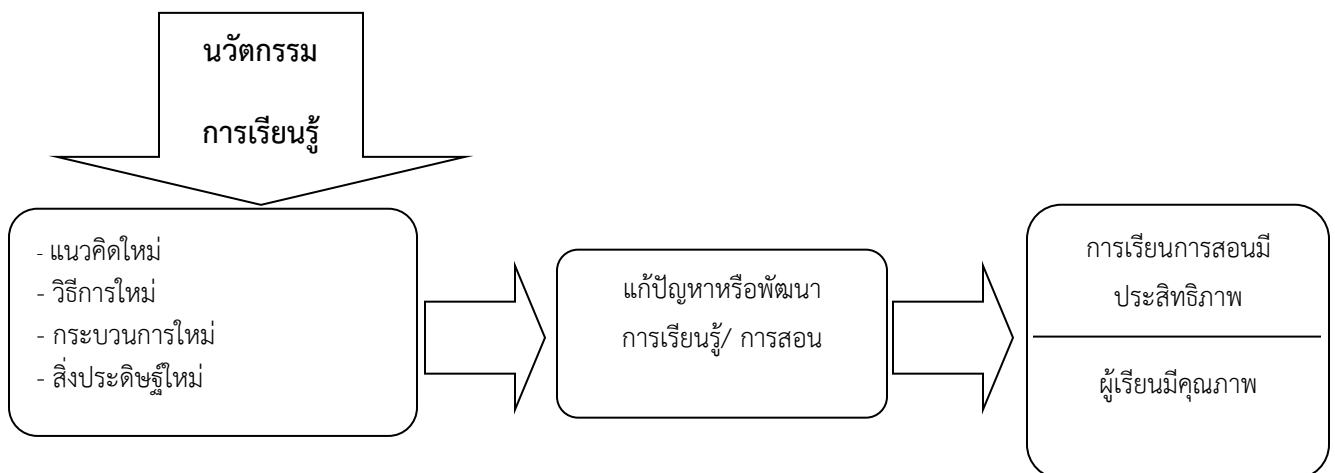 นวัตกรรม
การเรียนรู้
- แนวคิดใหม่
- วิธีการใหม่
- กระบวนการใหม่
- สิ่งประดิษฐ์ใหม่
แก้ปัญหาหรือพัฒนา
การเรียนรู้/ การสอน
การเรียนการสอนมี
ประสิทธิภาพ
ผู้เรียนมีคุณภาพ